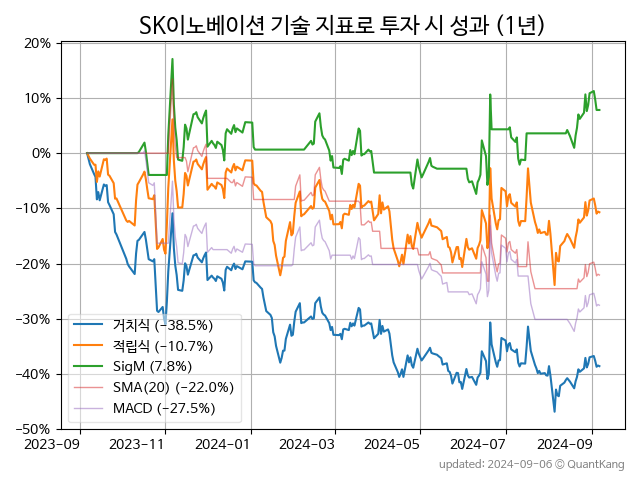 SK이노베이션 기술 지표로 투자 시 성과 (1년)
20%
10%
0%
−10%
−20%
−30%
−40%
−50%
거치식 (−38.5%)
적립식 (−10.7%)
SigM (7.8%)
SMA(20) (−22.0%)
MACD (−27.5%)
2023-09
2023-11
2024-01
2024-03
2024-05
2024-07
2024-09
updated: 2024-09-06 ⓒ QuantKang